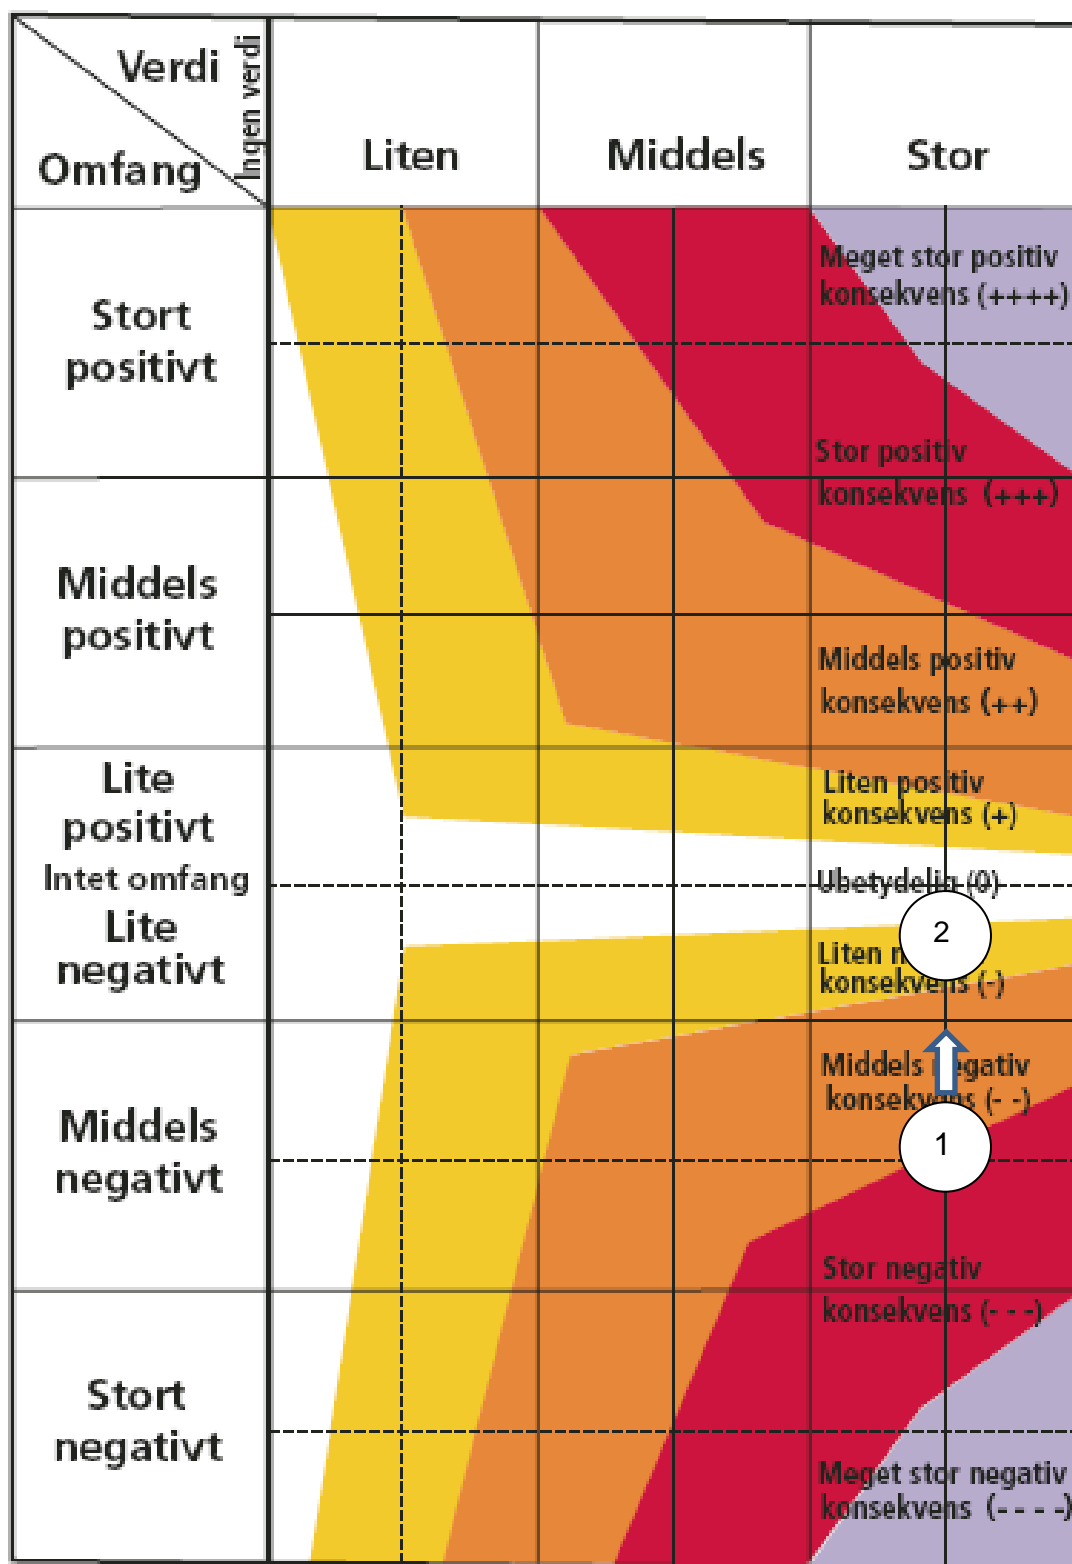 Verdi
Ingen verdi
Omfang
Liten
Middels
Stor
Stort
positivt
Meget stor positiv
konsekvens (++++)
Stor positiv
konsekvens (+++)
Middels
positivt
Middels positiv
konsekvens (++)
Lite
positivt
Liten positiv
konsekvens (+)
Intet omfang
Ubetydelig (0)
Lite
negativt
2
Liten n
konsekvens (-)
Middels
negativt
Middels negativ
konsekvens (- -)
1
Stor negativ
konsekvens (- - -)
Stort
negativt
Meget stor negativ
konsekvens (- - - -)